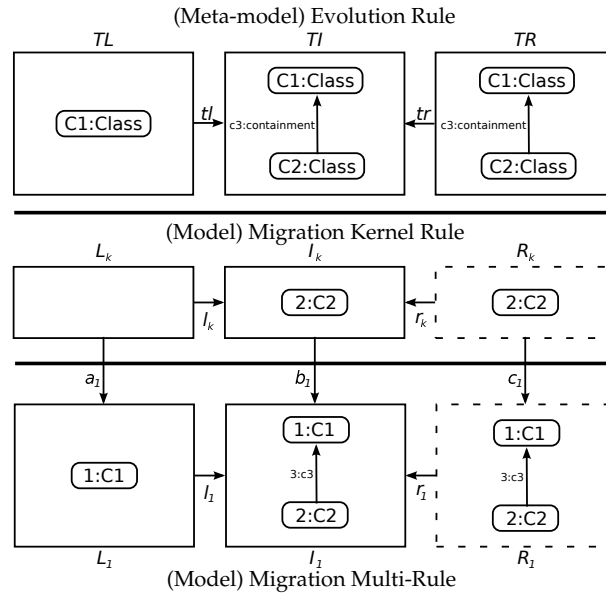 (Meta-model) Evolution Rule
TL TI TR
C1:Class C1:Class C1:Class
tl tr
c3:containment c3:containment
C2:Class C2:Class
(Model) Migration Kernel Rule
Lk Ik Rk
2:C2 2:C2
lk rk
a1 b1 c1
1:C1 1:C1 1:C1
3:c3 3:c3
l1 r1
2:C2 2:C2
L1 I1 R1
(Model) Migration Multi-Rule